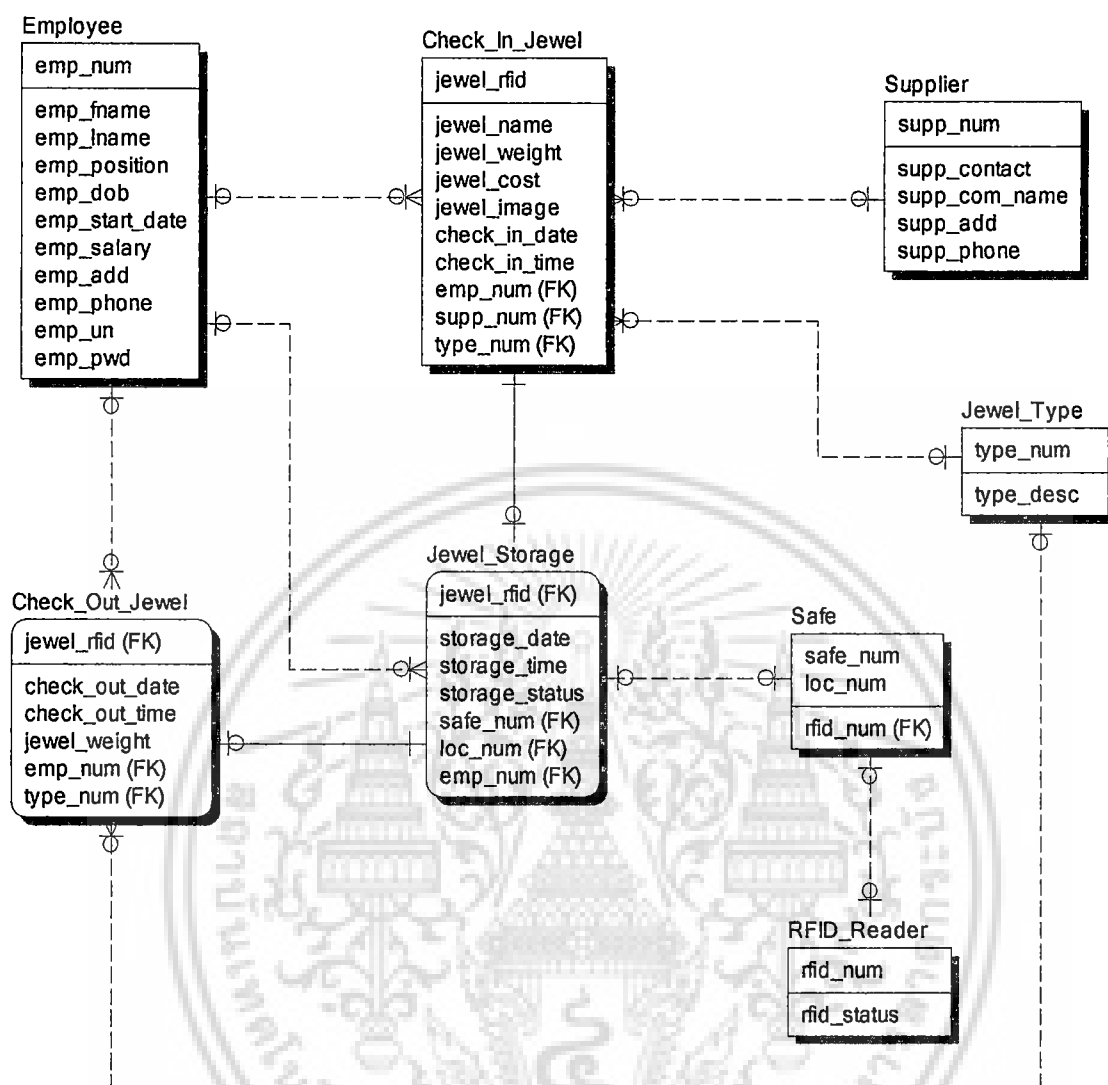 Employee
emp_num
emp_fname
emp_lname
emp_position
emp_dob
emp_start_date
emp_salary
emp_add
emp_phone
emp_un
emp_pwd
Check_In_Jewel
jewel_rfid
jewel_name
jewel_weight
jewel_cost
jewel_image
check_in_date
check_in_time
emp_num (FK)
supp_num (FK)
type_num (FK)
Supplier
supp_num
supp_contact
supp_com_name
supp_add
supp_phone
Jewel_Type
type_num
type_desc
Check_Out_Jewel
jewel_rfid (FK)
check_out_date
check_out_time
jewel_weight
emp_num (FK)
type_num (FK)
Jewel_Storage
jewel_rfid (FK)
storage_date
storage_time
storage_status
safe_num (FK)
loc_num (FK)
emp_num (FK)
Safe
safe_num
loc_num
rfid_num (FK)
RFID_Reader
rfid_num
rfid_status